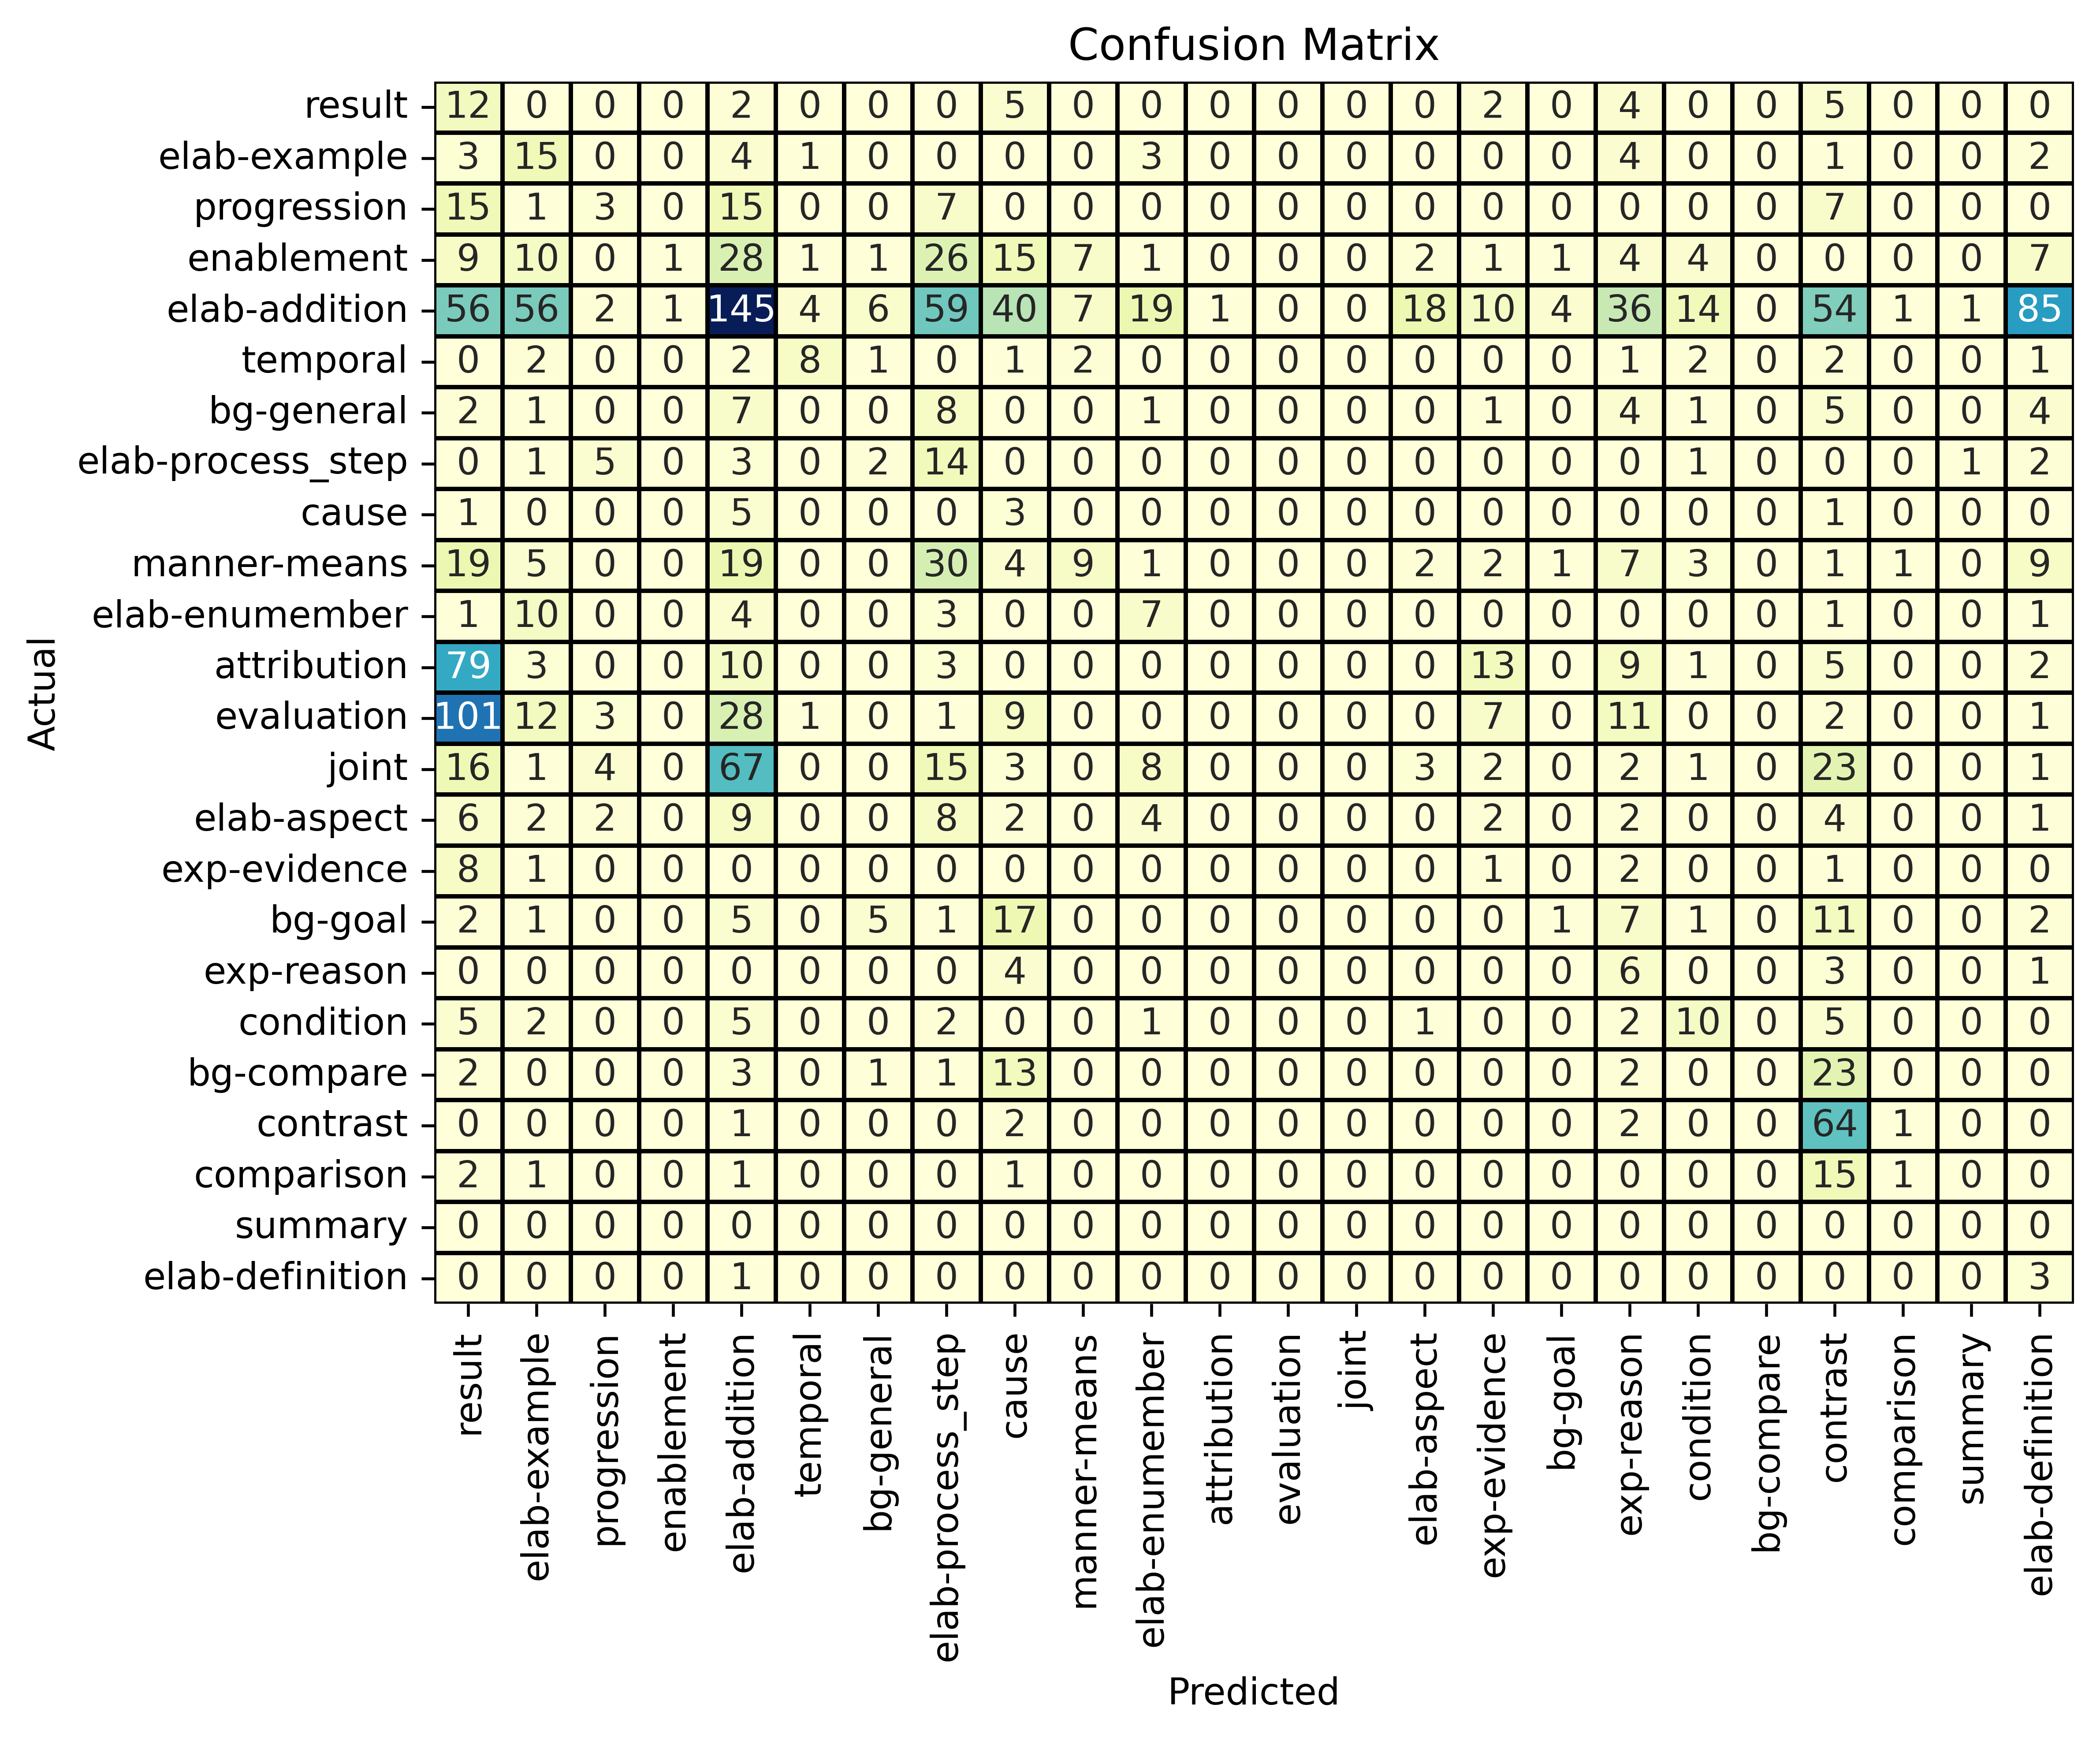 Confusion Matrix
Actual
result 12 0 0 0 2 0 0 0 5 0 0 0 0 0 0 2 0 4 0 0 5 0 0 0
elab-example 3 15 0 0 4 1 0 0 0 0 3 0 0 0 0 0 0 4 0 0 1 0 0 2
progression 15 1 3 0 15 0 0 7 0 0 0 0 0 0 0 0 0 0 0 0 7 0 0 0
enablement 9 10 0 1 28 1 1 26 15 7 1 0 0 0 2 1 1 4 4 0 0 0 0 7
elab-addition 56 56 2 1 145 4 6 59 40 7 19 1 0 0 18 10 4 36 14 0 54 1 1 85
temporal 0 2 0 0 2 8 1 0 1 2 0 0 0 0 0 0 0 1 2 0 2 0 0 1
bg-general 2 1 0 0 7 0 0 8 0 0 1 0 0 0 0 1 0 4 1 0 5 0 0 4
elab-process_step 0 1 5 0 3 0 2 14 0 0 0 0 0 0 0 0 0 0 1 0 0 0 1 2
cause 1 0 0 0 5 0 0 0 3 0 0 0 0 0 0 0 0 0 0 0 1 0 0 0
manner-means 19 5 0 0 19 0 0 30 4 9 1 0 0 0 2 2 1 7 3 0 1 1 0 9
elab-enumember 1 10 0 0 4 0 0 3 0 0 7 0 0 0 0 0 0 0 0 0 1 0 0 1
attribution 79 3 0 0 10 0 0 3 0 0 0 0 0 0 0 13 0 9 1 0 5 0 0 2
evaluation 101 12 3 0 28 1 0 1 9 0 0 0 0 0 0 7 0 11 0 0 2 0 0 1
joint 16 1 4 0 67 0 0 15 3 0 8 0 0 0 3 2 0 2 1 0 23 0 0 1
elab-aspect 6 2 2 0 9 0 0 8 2 0 4 0 0 0 0 2 0 2 0 0 4 0 0 1
exp-evidence 8 1 0 0 0 0 0 0 0 0 0 0 0 0 0 1 0 2 0 0 1 0 0 0
bg-goal 2 1 0 0 5 0 5 1 17 0 0 0 0 0 0 0 1 7 1 0 11 0 0 2
exp-reason 0 0 0 0 0 0 0 0 4 0 0 0 0 0 0 0 0 6 0 0 3 0 0 1
condition 5 2 0 0 5 0 0 2 0 0 1 0 0 0 1 0 0 2 10 0 5 0 0 0
bg-compare 2 0 0 0 3 0 1 1 13 0 0 0 0 0 0 0 0 2 0 0 23 0 0 0
contrast 0 0 0 0 1 0 0 0 2 0 0 0 0 0 0 0 0 2 0 0 64 1 0 0
comparison 2 1 0 0 1 0 0 0 1 0 0 0 0 0 0 0 0 0 0 0 15 1 0 0
summary 0 0 0 0 0 0 0 0 0 0 0 0 0 0 0 0 0 0 0 0 0 0 0 0
elab-definition 0 0 0 0 1 0 0 0 0 0 0 0 0 0 0 0 0 0 0 0 0 0 0 3
result
elab-example
progression
enablement
elab-addition
temporal
bg-general
elab-process_step
cause
manner-means
elab-enumember
attribution
evaluation
joint
elab-aspect
exp-evidence
bg-goal
exp-reason
condition
bg-compare
contrast
comparison
summary
elab-definition
Predicted